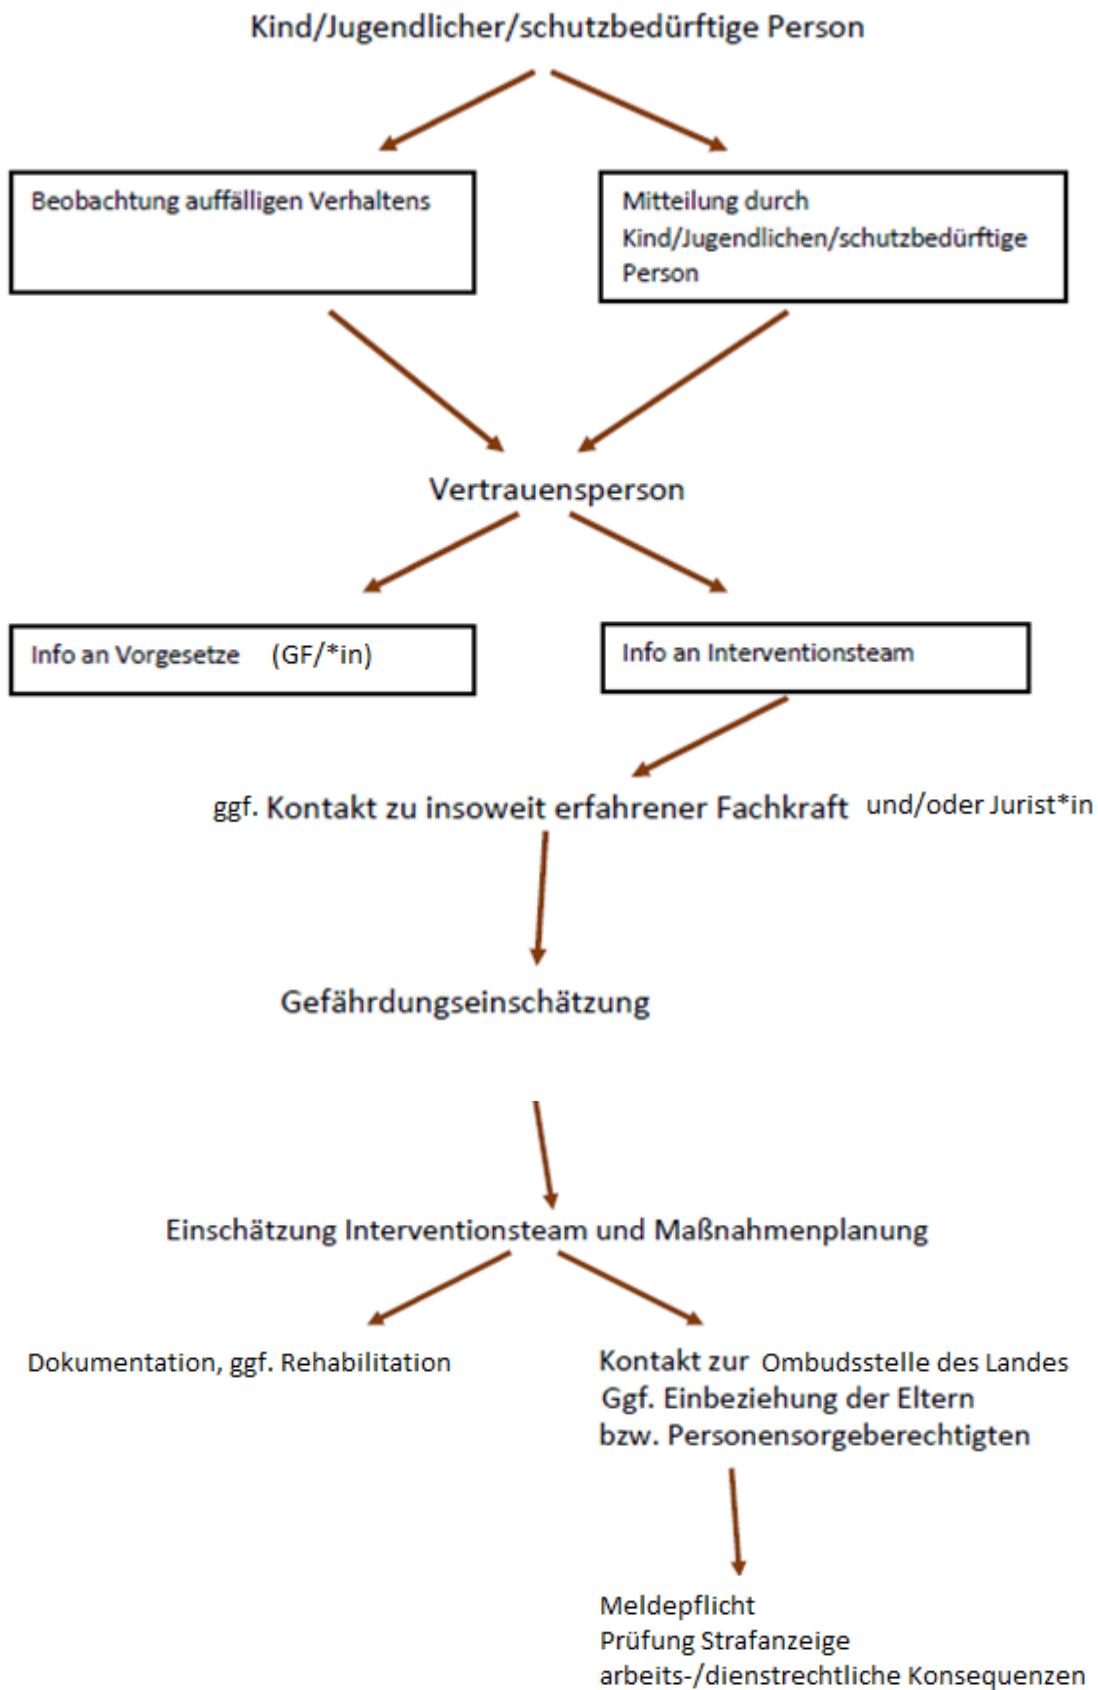 Kind/Jugendlicher/schutzbedürftige Person
Beobachtung auffälligen Verhaltens
Mitteilung durch
Kind/Jugendlichen/schutzbedürftige
Person
Vertrauensperson
Info an Vorgesetze (GF/*in)
Info an Interventionsteam
ggf. Kontakt zu insoweit erfahrener Fachkraft und/oder Jurist*in
Gefährdungseinschätzung
Einschätzung Interventionsteam und Maßnahmenplanung
Dokumentation, ggf. Rehabilitation
Kontakt zur Ombudsstelle des Landes
Ggf. Einbeziehung der Eltern
bzw. Personensorgeberechtigten
Meldepflicht
Prüfung Strafanzeige
arbeits-/dienstrechtliche Konsequenzen